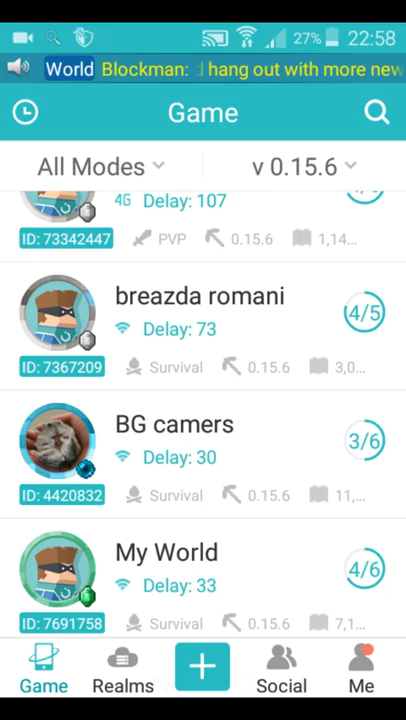 27% 22:58
World Blockman: d hang out with more new
Game
All Modes v 0.15.6
4G Delay: 107
ID: 73342447 PVP 0.15.6 1,14...
breazda romani
4/5
Delay: 73
ID: 7367209 Survival 0.15.6 3,0...
BG camers
3/6
Delay: 30
ID: 4420832 Survival 0.15.6 11,...
My World
4/6
Delay: 33
ID: 7691758 Survival 0.15.6 7,1...
Game Realms Social Me